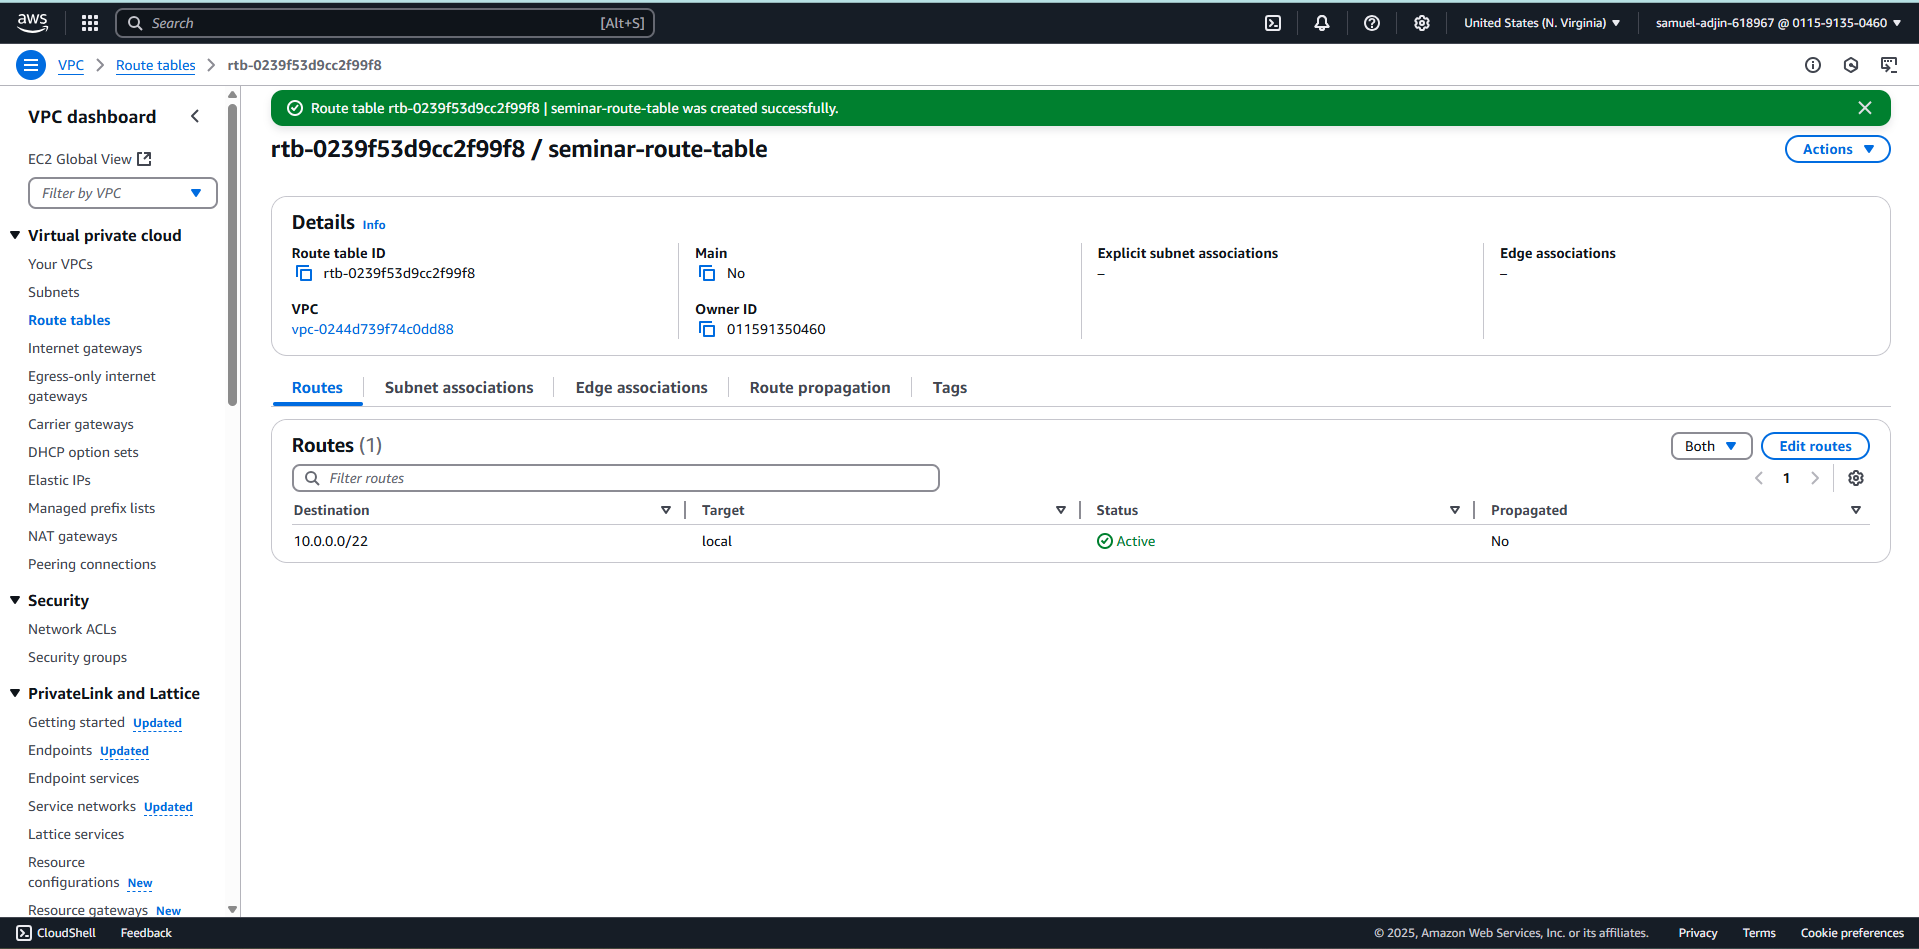 aws
Search [Alt+S]
United States (N. Virginia)
samuel-adjin-618967 @ 0115-9135-0460
VPC
Route tables
rtb-0239f53d9cc2f99f8
VPC dashboard
EC2 Global View
Filter by VPC
Virtual private cloud
Your VPCs
Subnets
Route tables
Internet gateways
Egress-only internet
gateways
Carrier gateways
DHCP option sets
Elastic IPs
Managed prefix lists
NAT gateways
Peering connections
Security
Network ACLs
Security groups
PrivateLink and Lattice
Getting started Updated
Endpoints Updated
Endpoint services
Service networks Updated
Lattice services
Resource
configurations New
Resource gateways New
Route table rtb-0239f53d9cc2f99f8 | seminar-route-table was created successfully.
rtb-0239f53d9cc2f99f8 / seminar-route-table
Actions
Details Info
Route table ID
rtb-0239f53d9cc2f99f8
VPC
vpc-0244d739f74c0dd88
Main
No
Owner ID
011591350460
Explicit subnet associations
–
Edge associations
–
Routes
Subnet associations
Edge associations
Route propagation
Tags
Routes (1)
Both
Edit routes
Filter routes
1
Destination Target Status Propagated
10.0.0.0/22 local Active No
CloudShell
Feedback
© 2025, Amazon Web Services, Inc. or its affiliates.
Privacy
Terms
Cookie preferences